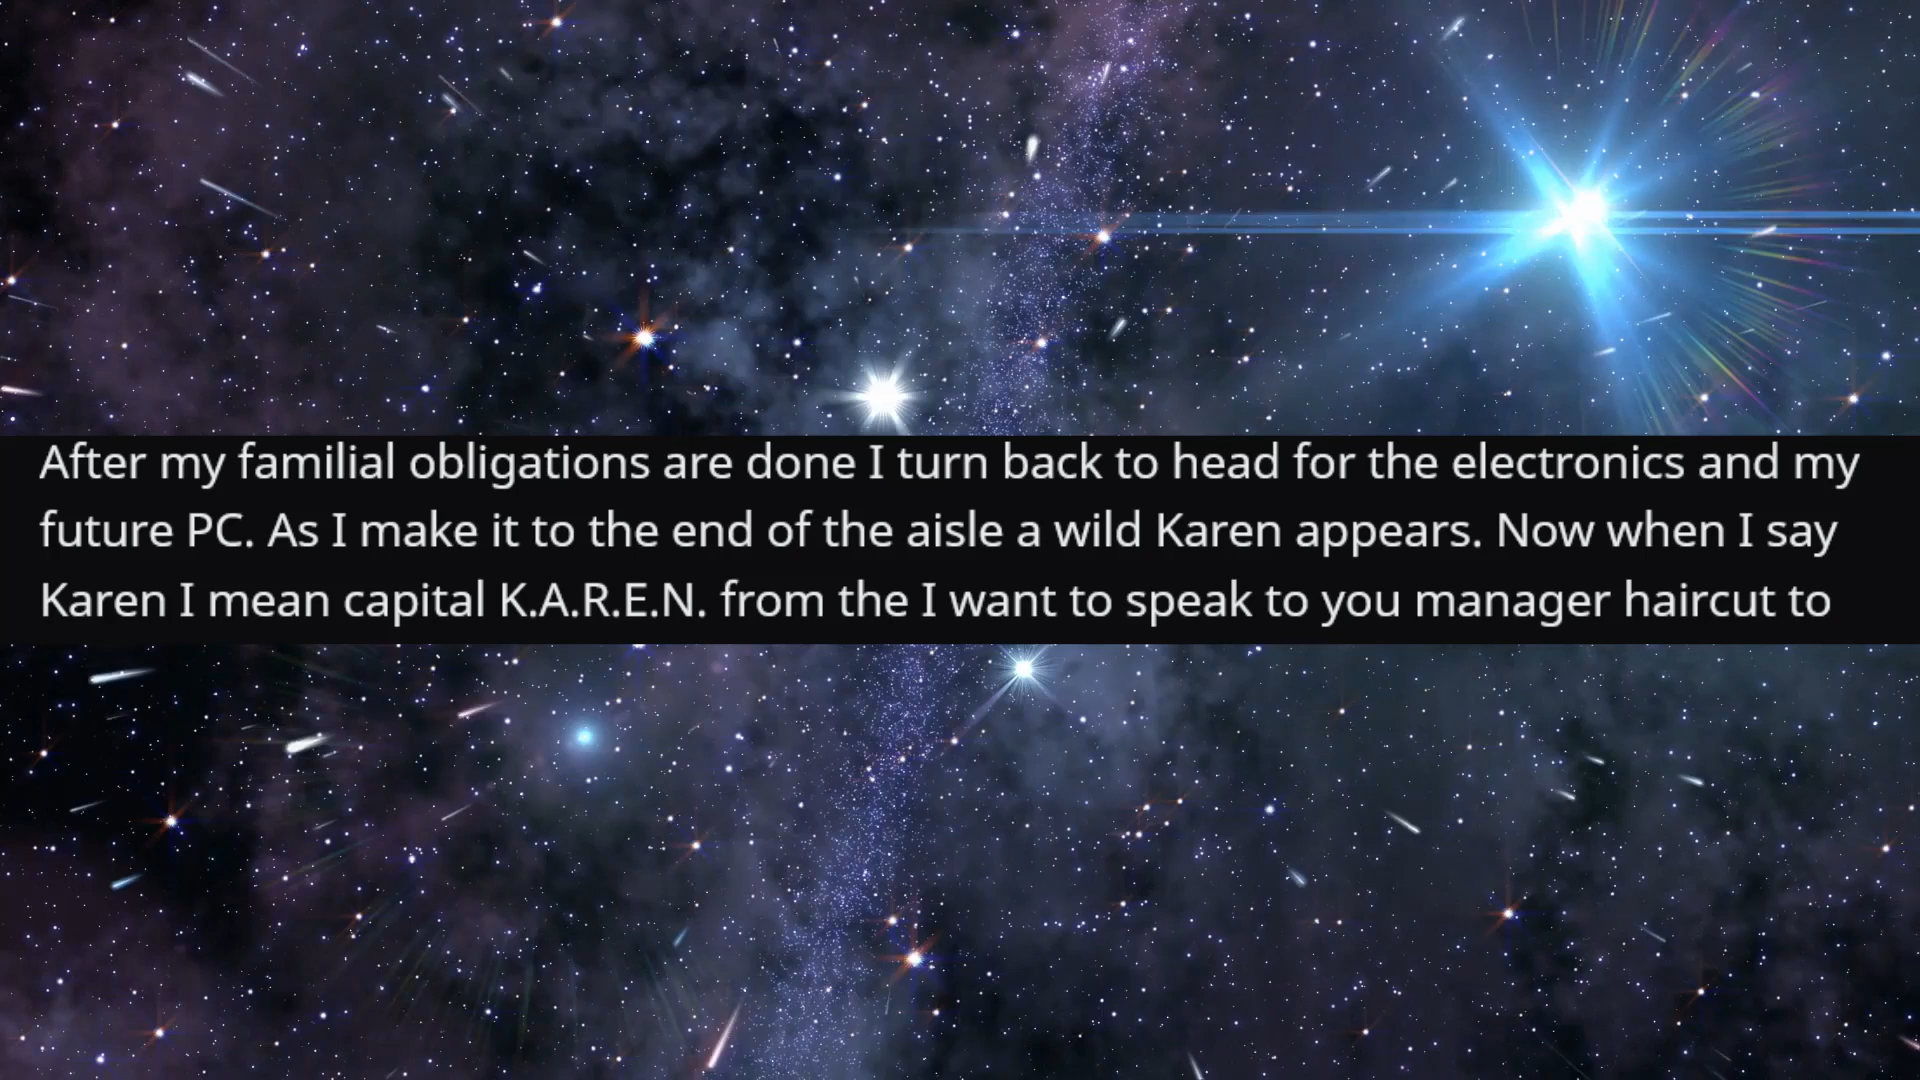 After my familial obligations are done I turn back to head for the electronics and my
future PC. As I make it to the end of the aisle a wild Karen appears. Now when I say
Karen I mean capital K.A.R.E.N. from the I want to speak to you manager haircut to